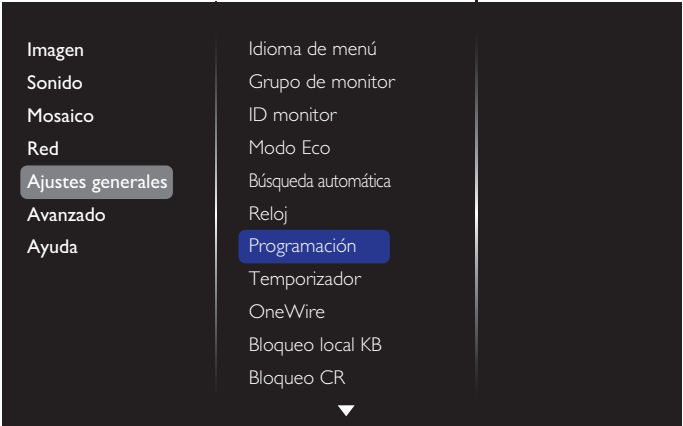 Imagen
Sonido
Mosaico
Red
Ajustes generales
Avanzado
Ayuda
Idioma de menú
Grupo de monitor
ID monitor
Modo Eco
Búsqueda automática
Reloj
Programación
Temporizador
OneWire
Bloqueo local KB
Bloqueo CR